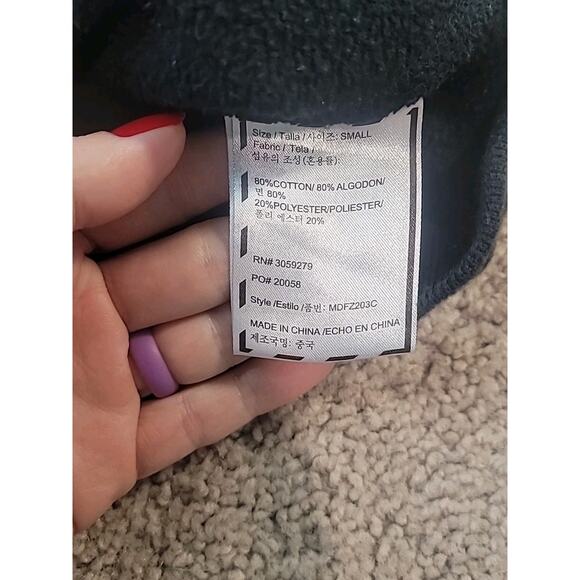 Size / Talla / 사이즈: SMALL
Fabric / Tela /
섬유의 조성(혼용률):
80%COTTON/ 80% ALGODON/
면 80%
20%POLYESTER/POLIESTER/
폴리 에스터 20%
RN# 3059279
PO# 20058
Style /Estilo /품번: MDFZ203C
MADE IN CHINA /ECHO EN CHINA
제조국명: 중국